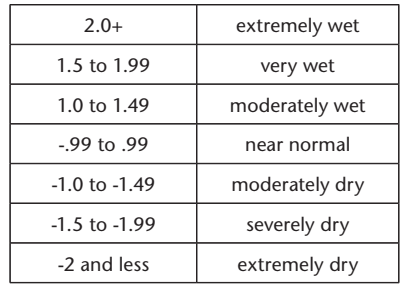 2.0+ extremely wet
1.5 to 1.99 very wet
1.0 to 1.49 moderately wet
-.99 to .99 near normal
-1.0 to -1.49 moderately dry
-1.5 to -1.99 severely dry
-2 and less extremely dry